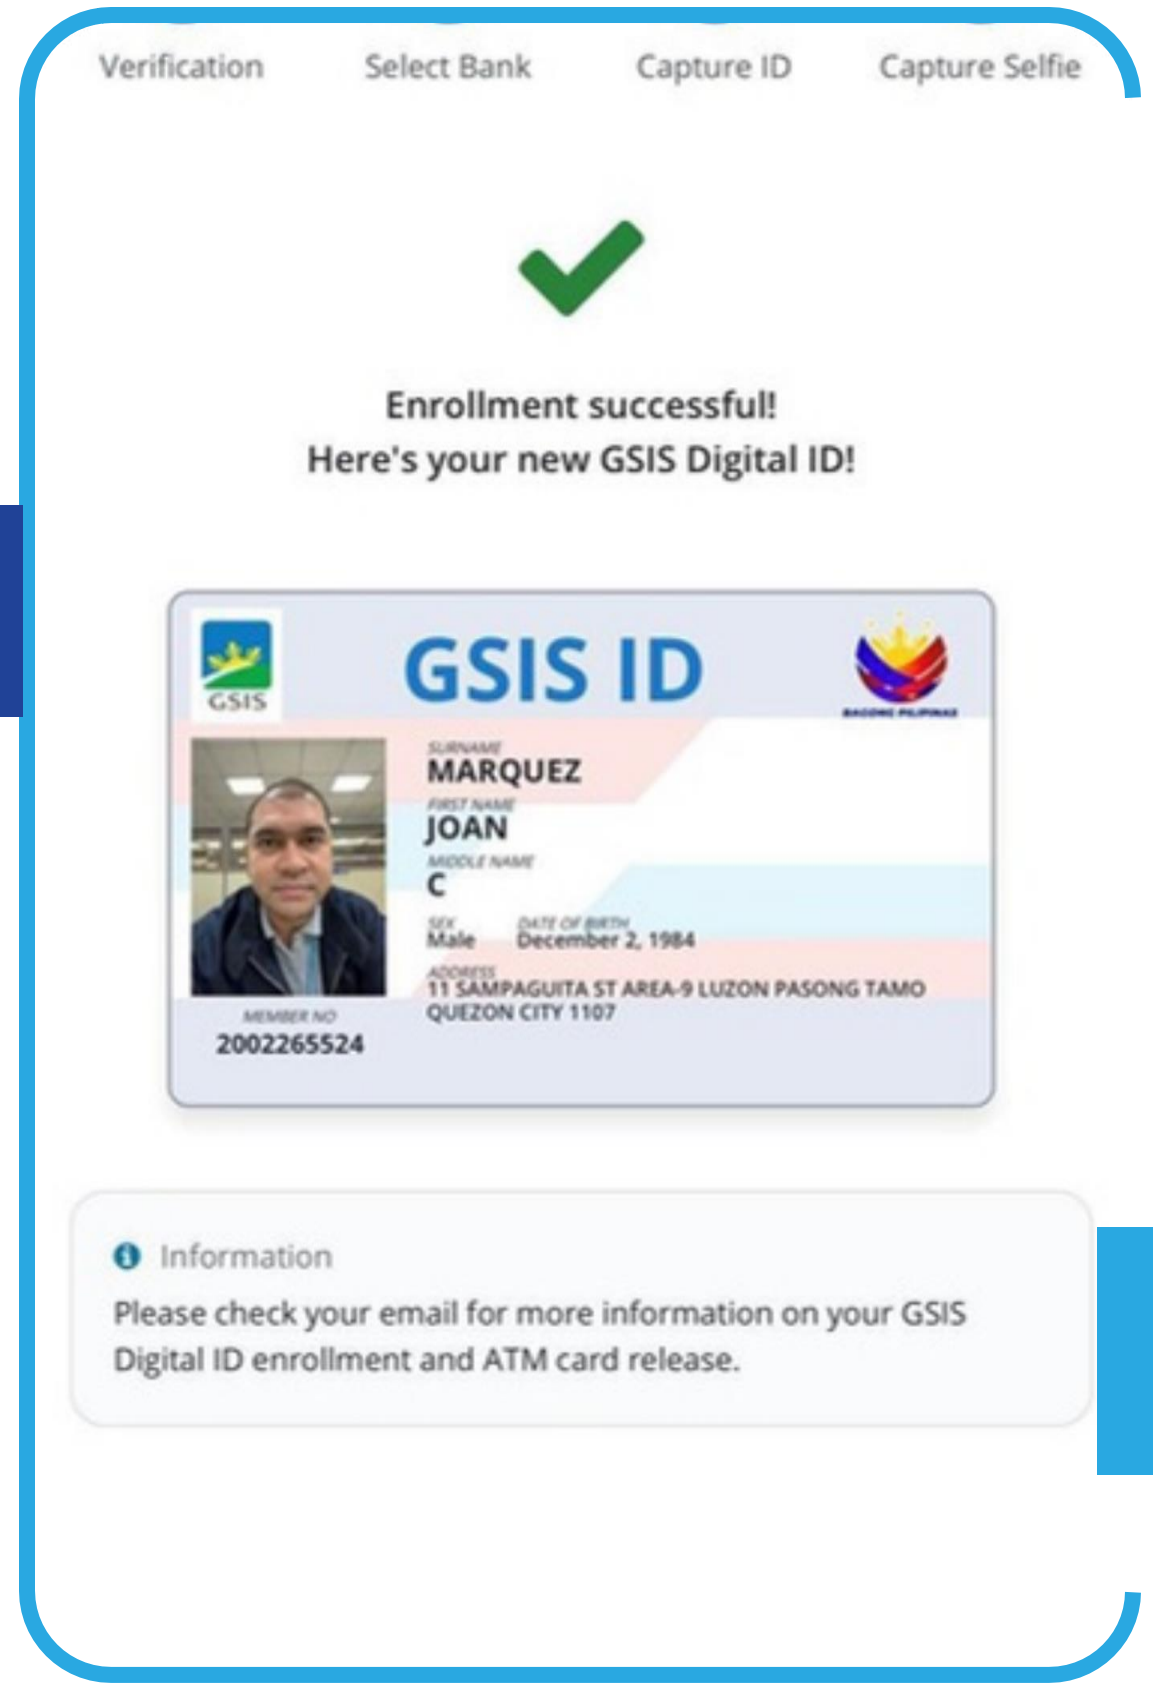 Verification Select Bank Capture ID Capture Selfie
Enrollment successful!
Here's your new GSIS Digital ID!
GSIS
GSIS ID
BAGONG PILIPINAS
SURNAME
MARQUEZ
FIRST NAME
JOAN
MIDDLE NAME
C
SEX DATE OF BIRTH
Male December 2, 1984
ADDRESS
11 SAMPAGUITA ST AREA-9 LUZON PASONG TAMO
QUEZON CITY 1107
MEMBER NO
2002265524
Information
Please check your email for more information on your GSIS
Digital ID enrollment and ATM card release.